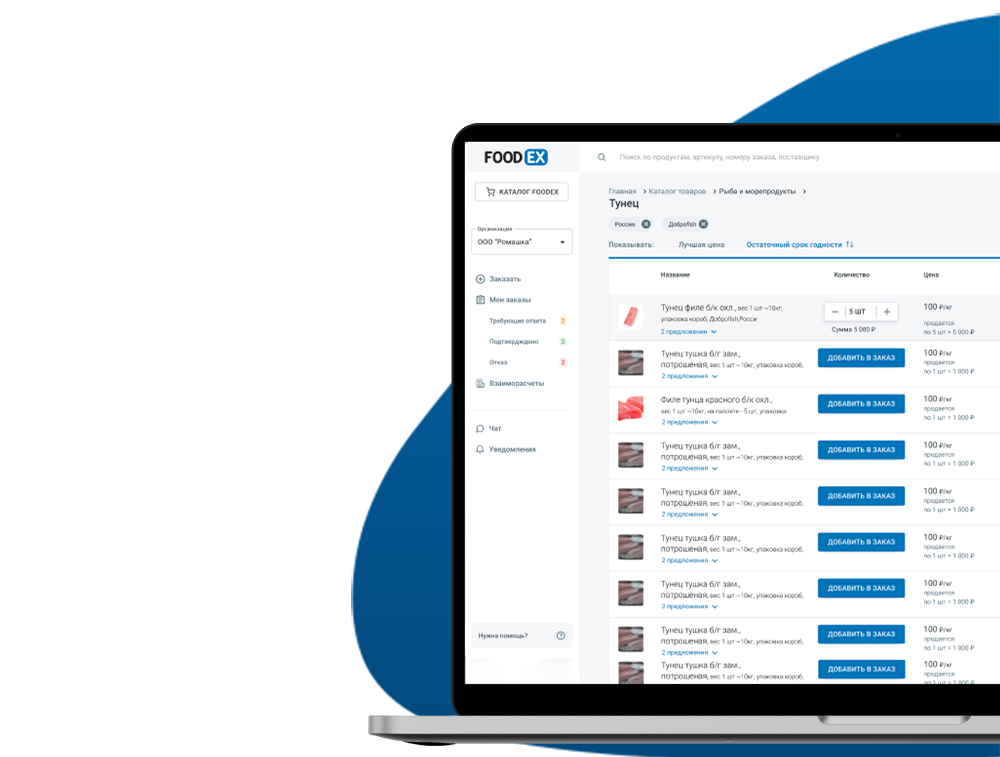 FOODEX
Поиск по продуктам, артикулу, номеру заказа, поставщику
КАТАЛОГ FOODEX
Организация
ООО "Ромашка"
Заказать
Мои заказы
Требующие ответа 2
Подтверждено 2
Отказ 2
Взаиморасчеты
Чат
Уведомления
Нужна помощь?
Главная > Каталог товаров > Рыба и морепродукты >
Тунец
Россия
Доброfish
Показывать: Лучшая цена Остаточный срок годности
Название Количество Цена
Тунец филе б/к охл., вес 1 шт ~10кг,
упаковка короб, Доброfish,Росси
2 предложения
5 ШТ
Сумма 5 000 ₽
100 ₽/кг
продается
по 5 шт = 5 000 ₽
Тунец тушка б/г зам.,
потрошеная, вес 1 шт ~10кг, упаковка короб,
2 предложения
ДОБАВИТЬ В ЗАКАЗ
100 ₽/кг
продается
по 1 шт = 1 000 ₽
Филе тунца красного б/к охл.,
вес 1 шт ~10кг, на паллете - 5 шт, упаковка
2 предложения
ДОБАВИТЬ В ЗАКАЗ
100 ₽/кг
продается
по 1 шт = 1 000 ₽
Тунец тушка б/г зам.,
потрошеная, вес 1 шт ~10кг, упаковка короб,
2 предложения
ДОБАВИТЬ В ЗАКАЗ
100 ₽/кг
продается
по 1 шт = 1 000 ₽
Тунец тушка б/г зам.,
потрошеная, вес 1 шт ~10кг, упаковка короб,
2 предложения
ДОБАВИТЬ В ЗАКАЗ
100 ₽/кг
продается
по 1 шт = 1 000 ₽
Тунец тушка б/г зам.,
потрошеная, вес 1 шт ~10кг, упаковка короб,
2 предложения
ДОБАВИТЬ В ЗАКАЗ
100 ₽/кг
продается
по 1 шт = 1 000 ₽
Тунец тушка б/г зам.,
потрошеная, вес 1 шт ~10кг, упаковка короб,
2 предложения
ДОБАВИТЬ В ЗАКАЗ
100 ₽/кг
продается
по 1 шт = 1 000 ₽
Тунец тушка б/г зам.,
потрошеная, вес 1 шт ~10кг, упаковка короб,
2 предложения
ДОБАВИТЬ В ЗАКАЗ
100 ₽/кг
продается
по 1 шт = 1 000 ₽
Тунец тушка б/г зам.,
потрошеная, вес 1 шт ~10кг, упаковка короб,
ДОБАВИТЬ В ЗАКАЗ
100 ₽/кг
продается
по 1 шт = 1 000 ₽